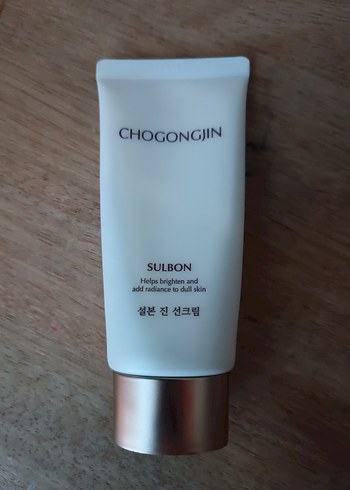 CHOGONGJIN
SULBON
Helps brighten and
add radiance to dull skin
설본 진 선크림